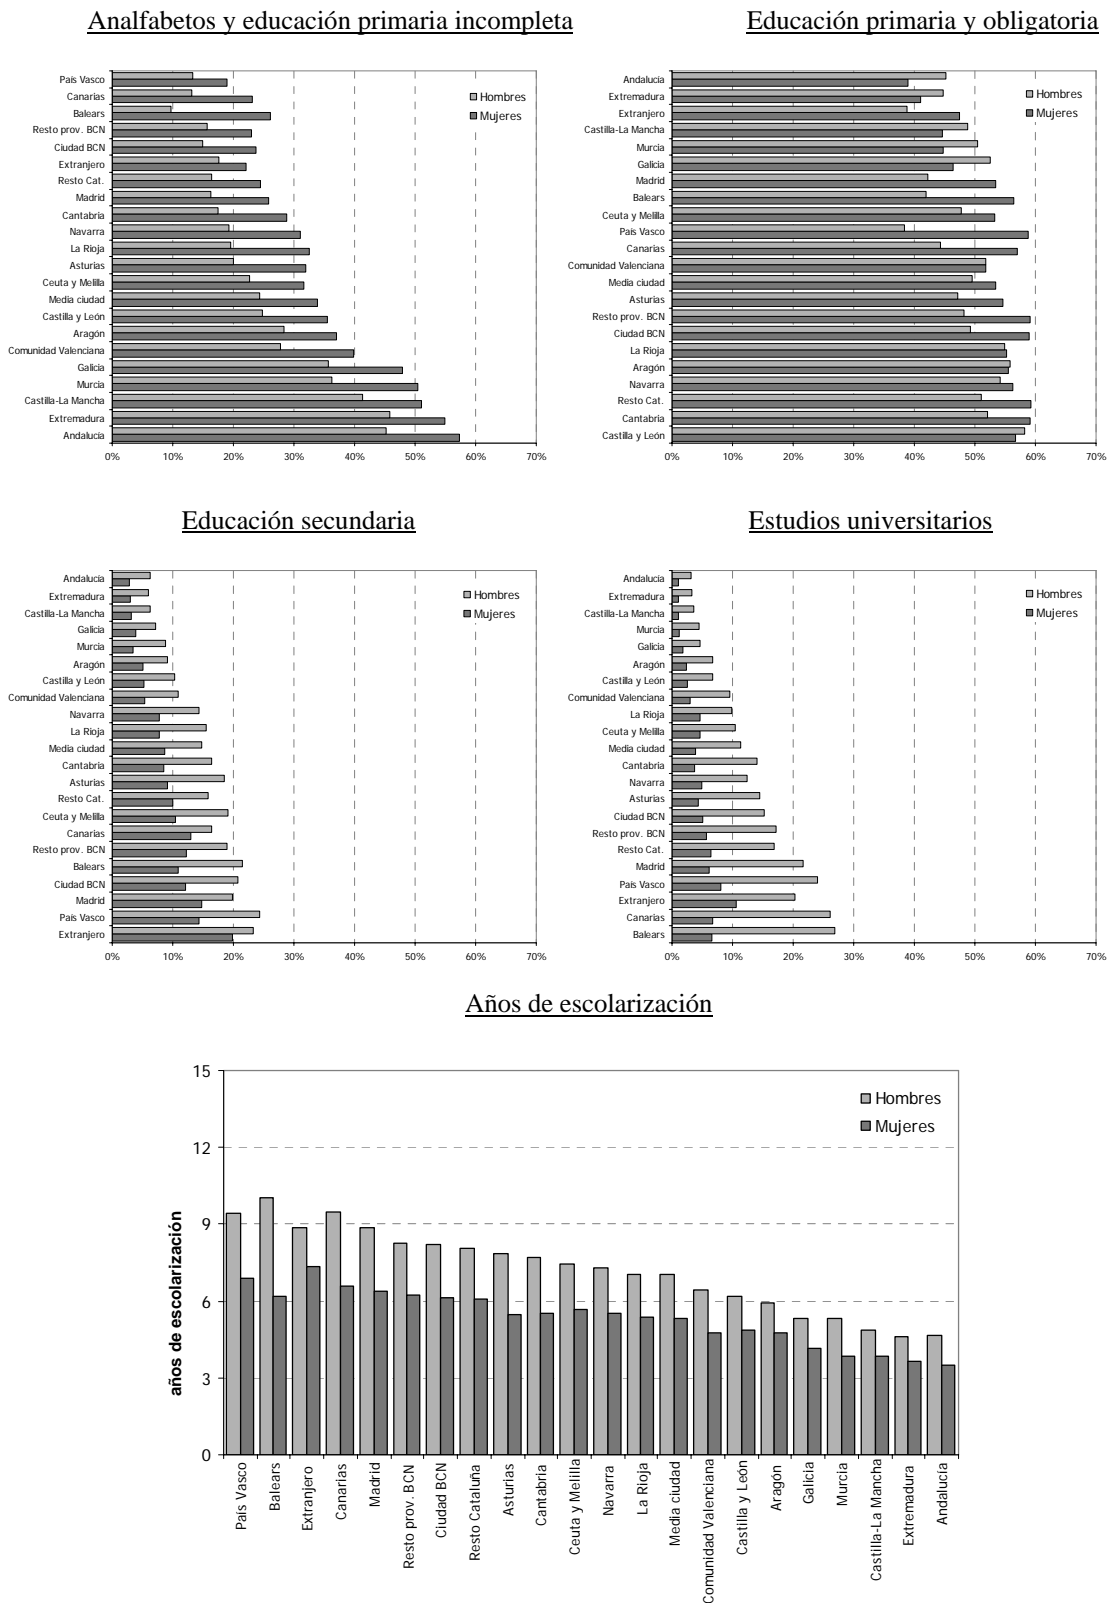 Analfabetos y educación primaria incompleta
País Vasco
Canarias
Balears
Resto prov. BCN
Ciudad BCN
Extranjero
Resto Cat.
Madrid
Cantabria
Navarra
La Rioja
Asturias
Ceuta y Melilla
Media ciudad
Castilla y León
Aragón
Comunidad Valenciana
Galicia
Murcia
Castilla-La Mancha
Extremadura
Andalucía
Hombres
Mujeres
0% 10% 20% 30% 40% 50% 60% 70%
Educación primaria y obligatoria
Andalucía
Extremadura
Extranjero
Castilla-La Mancha
Murcia
Galicia
Madrid
Balears
Ceuta y Melilla
País Vasco
Canarias
Comunidad Valenciana
Media ciudad
Asturias
Resto prov. BCN
Ciudad BCN
La Rioja
Aragón
Navarra
Resto Cat.
Cantabria
Castilla y León
Hombres
Mujeres
0% 10% 20% 30% 40% 50% 60% 70%
Educación secundaria
Andalucía
Extremadura
Castilla-La Mancha
Galicia
Murcia
Aragón
Castilla y León
Comunidad Valenciana
Navarra
La Rioja
Media ciudad
Cantabria
Asturias
Resto Cat.
Ceuta y Melilla
Canarias
Resto prov. BCN
Balears
Ciudad BCN
Madrid
País Vasco
Extranjero
Hombres
Mujeres
0% 10% 20% 30% 40% 50% 60% 70%
Estudios universitarios
Andalucía
Extremadura
Castilla-La Mancha
Murcia
Galicia
Aragón
Castilla y León
Comunidad Valenciana
La Rioja
Ceuta y Melilla
Media ciudad
Cantabria
Navarra
Asturias
Ciudad BCN
Resto prov. BCN
Resto Cat.
Madrid
País Vasco
Extranjero
Canarias
Balears
Hombres
Mujeres
0% 10% 20% 30% 40% 50% 60% 70%
Años de escolarización
años de escolarización
15
12
9
6
3
0
Hombres
Mujeres
País Vasco
Balears
Extranjero
Canarias
Madrid
Resto prov. BCN
Ciudad BCN
Resto Cataluña
Asturias
Cantabria
Ceuta y Melilla
Navarra
La Rioja
Media ciudad
Comunidad Valenciana
Castilla y León
Aragón
Galicia
Murcia
Castilla-La Mancha
Extremadura
Andalucía